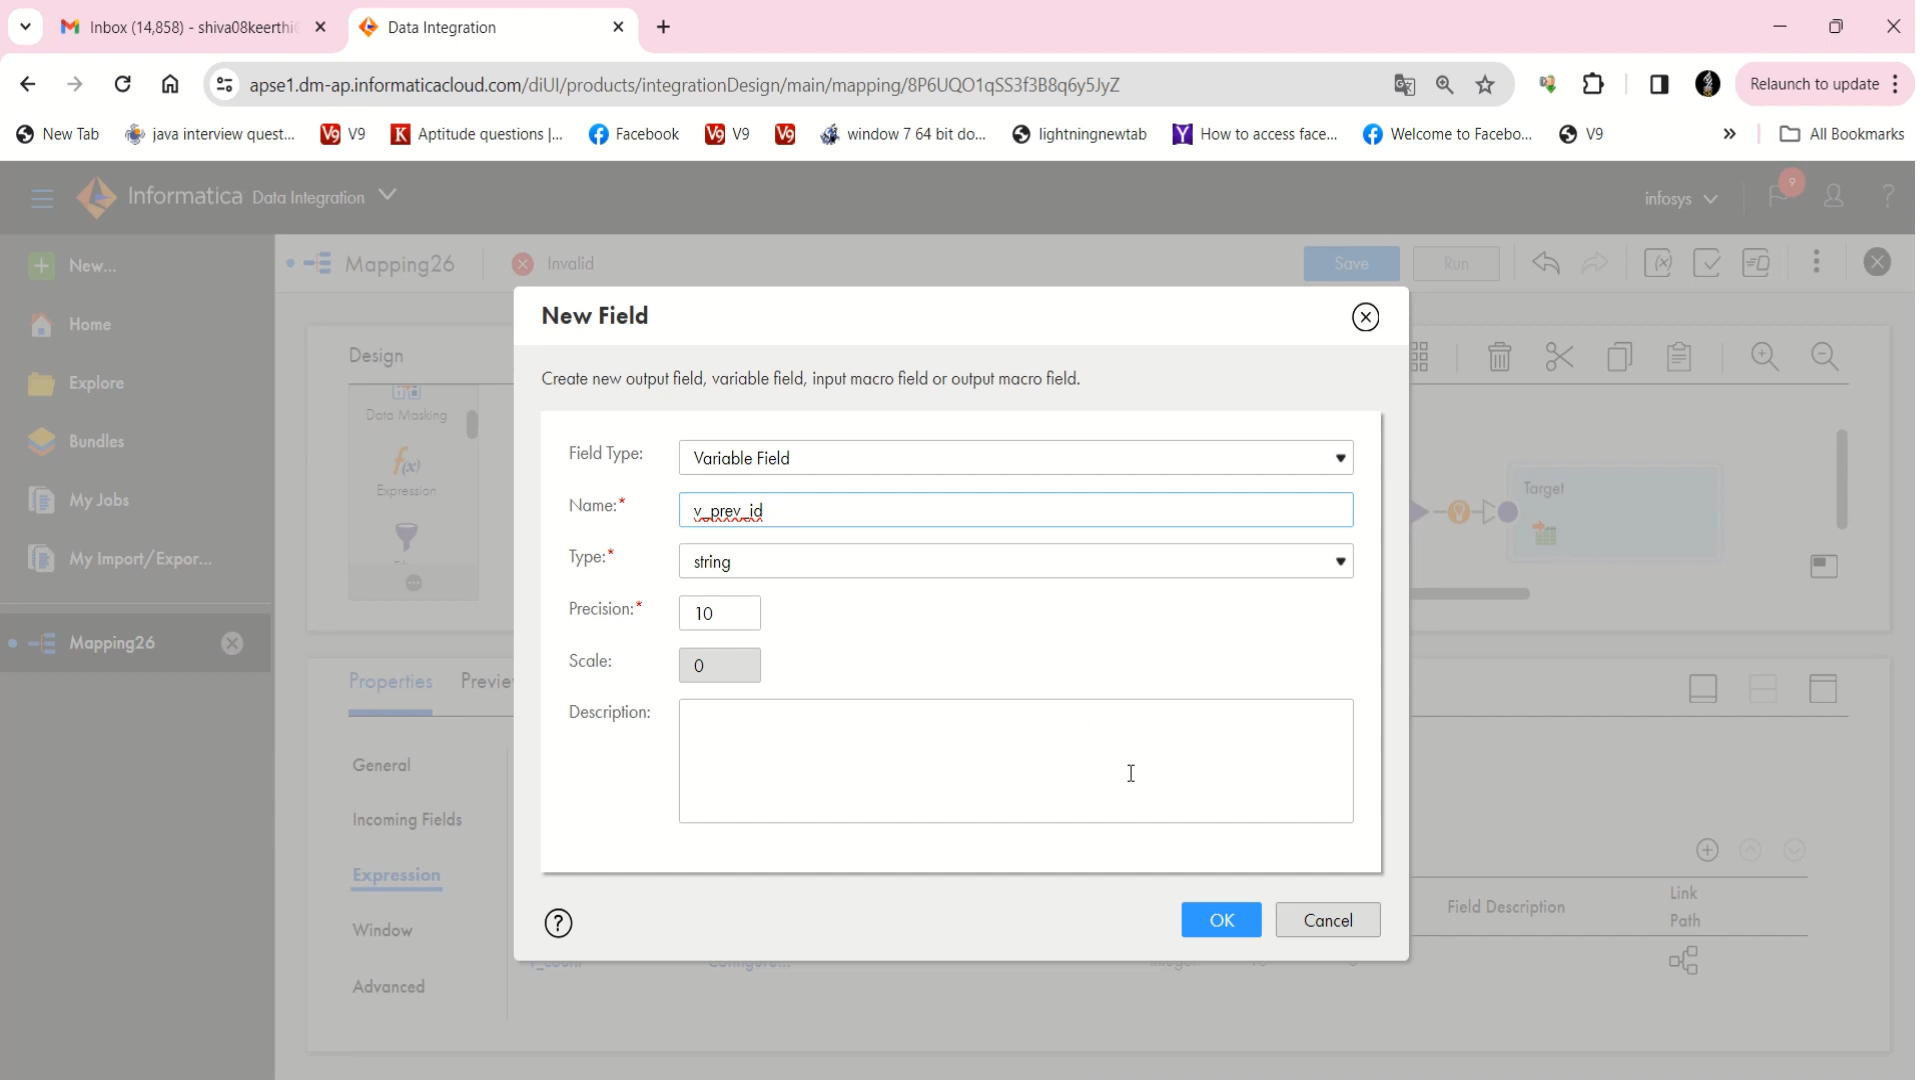 Inbox (14,858) - shiva08keerthi
Data Integration
apse1.dm-ap.informaticacloud.com/diUI/products/integrationDesign/main/mapping/8P6UQO1qSS3f3B8q6y5JyZ
Relaunch to update
New Tab
java interview quest...
V9
Aptitude questions |...
Facebook
V9
window 7 64 bit do...
lightningnewtab
How to access face...
Welcome to Facebo...
V9
»
All Bookmarks
Informatica Data Integration
infosys
9
?
New...
Mapping26
Invalid
Save
Run
Home
Explore
Bundles
My Jobs
My Import/Expor...
Mapping26
Design
Data Masking
f(x)
Expression
Target
New Field
Create new output field, variable field, input macro field or output macro field.
Field Type:
Variable Field
Name:*
v_prev_id
Type:*
string
Precision:*
10
Scale:
0
Description:
OK
Cancel
?
Properties
General
Incoming Fields
Expression
Window
Advanced
Field Description
Link
Path